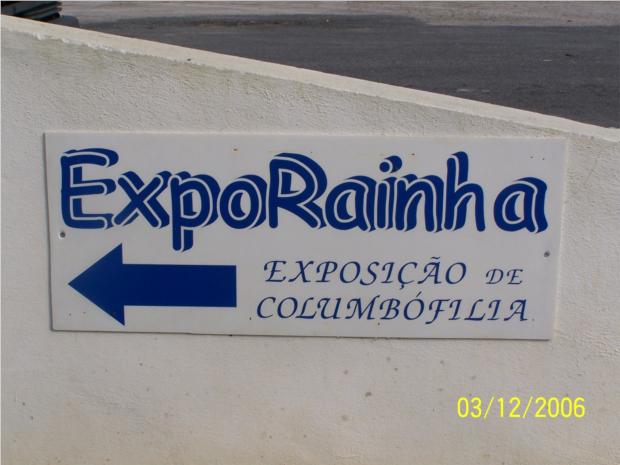 ExpoRainha
EXPOSIÇÃO DE
COLUMBÓFILIA
03/12/2006